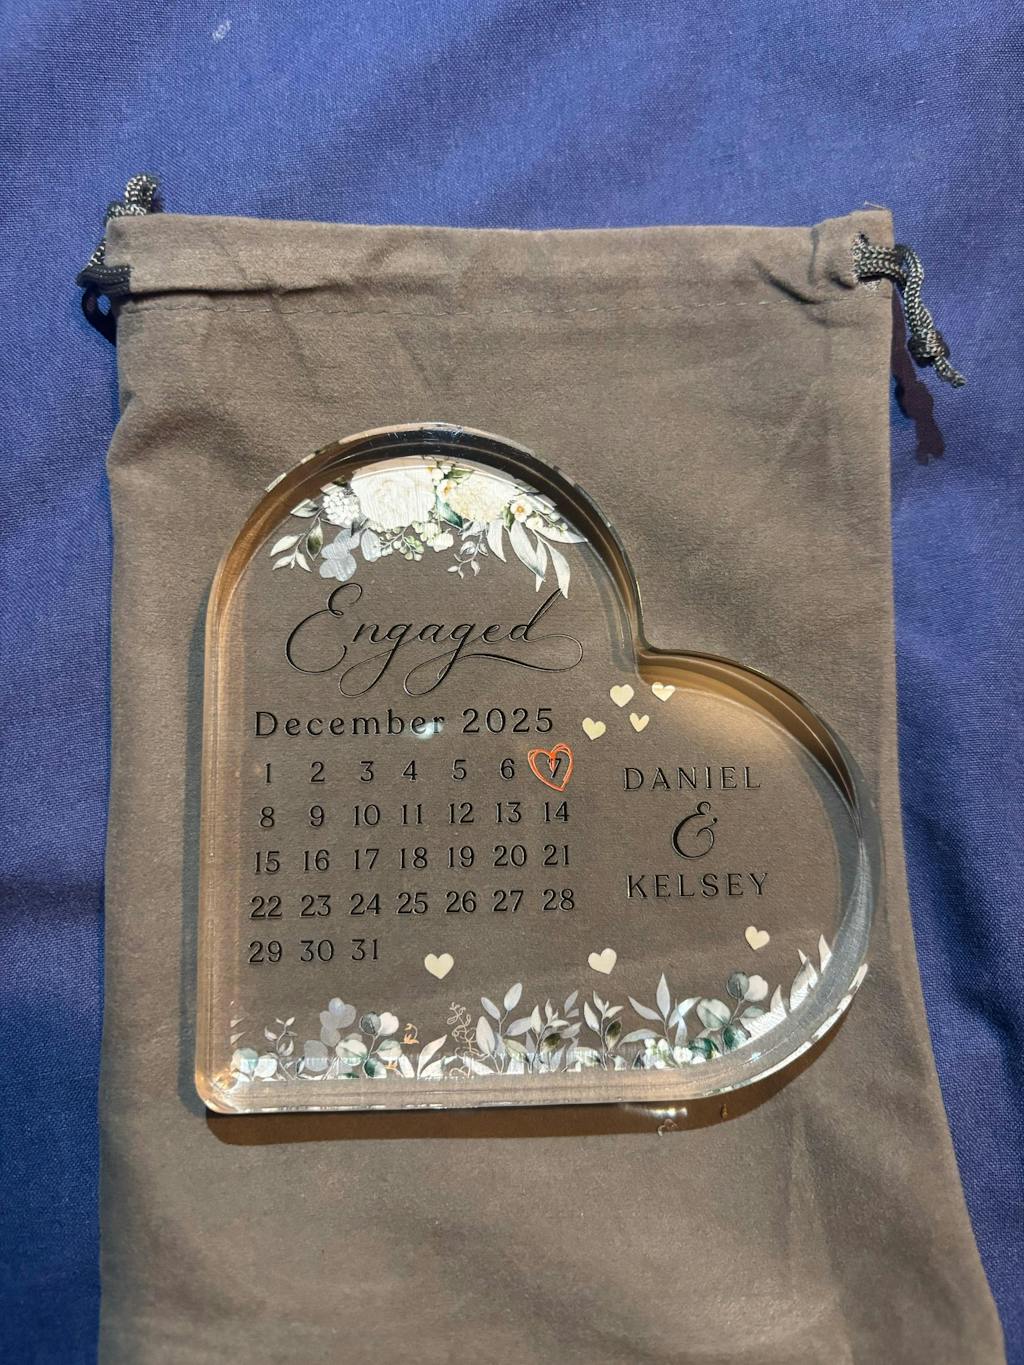 Engaged
December 2025
1 2 3 4 5 6 7
8 9 10 11 12 13 14
15 16 17 18 19 20 21
22 23 24 25 26 27 28
29 30 31
DANIEL
&
KELSEY